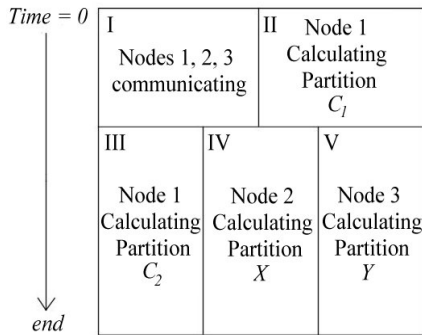 Time = 0
I
Nodes 1, 2, 3
communicating
II
Node 1
Calculating
Partition
C1
III
Node 1
Calculating
Partition
C2
IV
Node 2
Calculating
Partition
X
V
Node 3
Calculating
Partition
Y
end